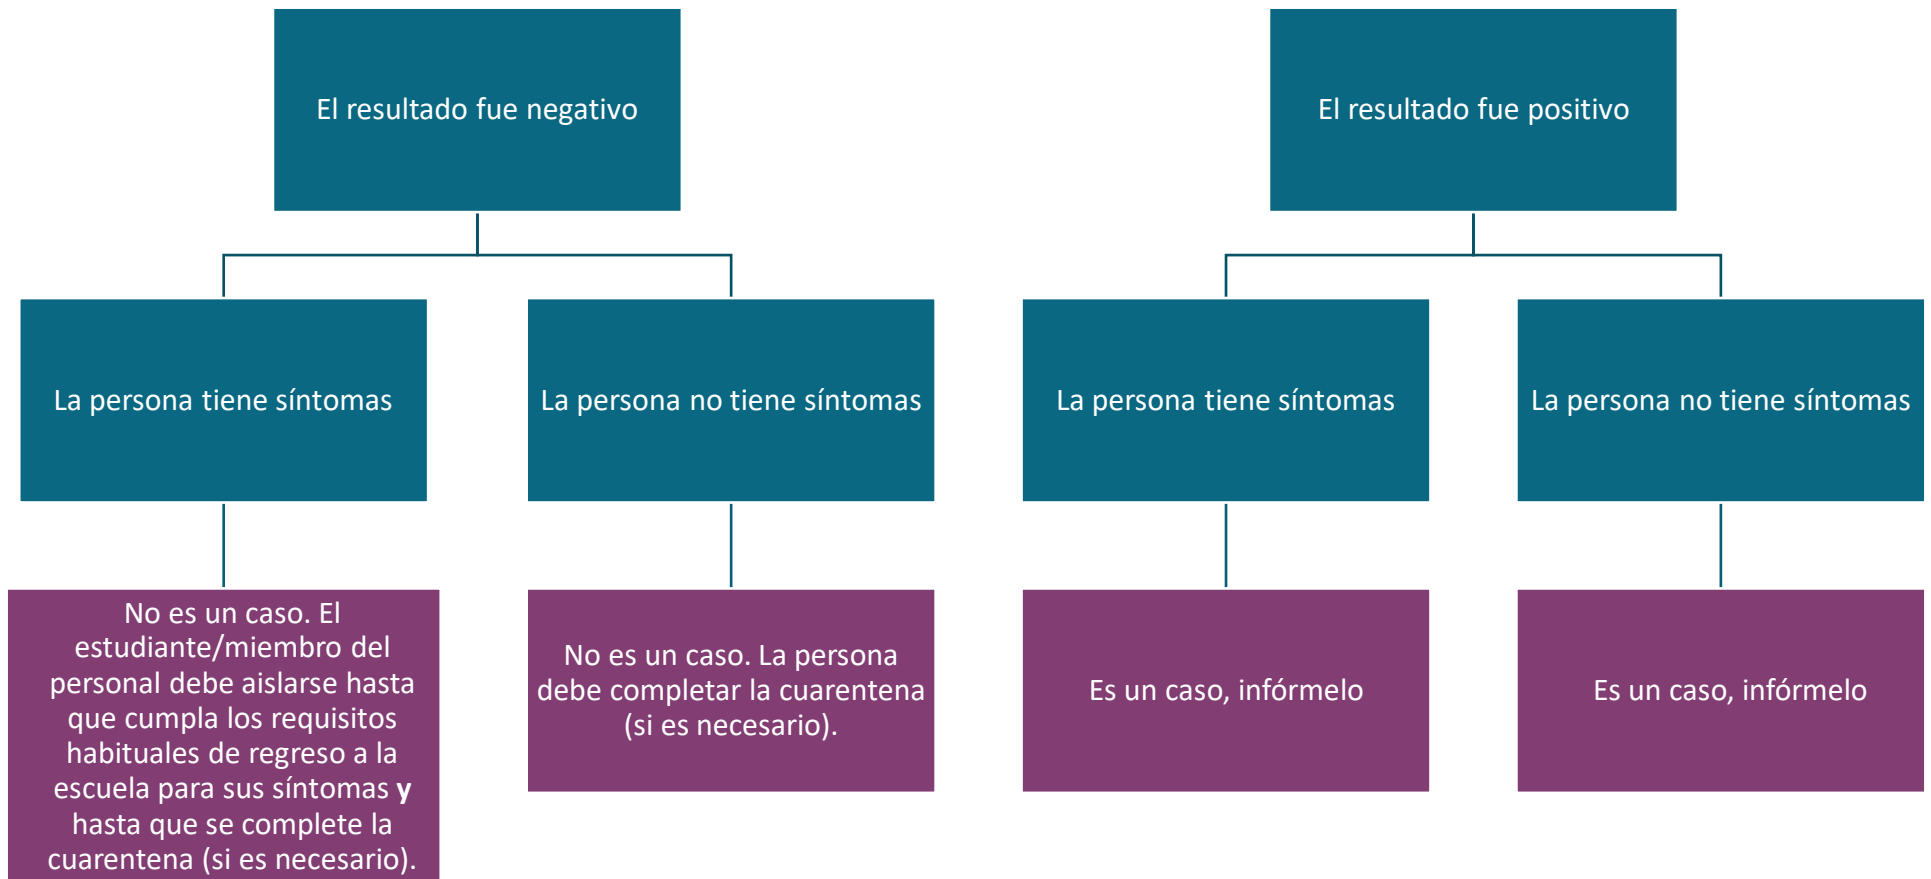 El resultado fue negativo
El resultado fue positivo
La persona tiene síntomas
La persona no tiene síntomas
La persona tiene síntomas
La persona no tiene síntomas
No es un caso. El
estudiante/miembro del
personal debe aislarse hasta
que cumpla los requisitos
habituales de regreso a la
escuela para sus síntomas y
hasta que se complete la
cuarentena (si es necesario).
No es un caso. La persona
debe completar la cuarentena
(si es necesario).
Es un caso, infórmelo
Es un caso, infórmelo